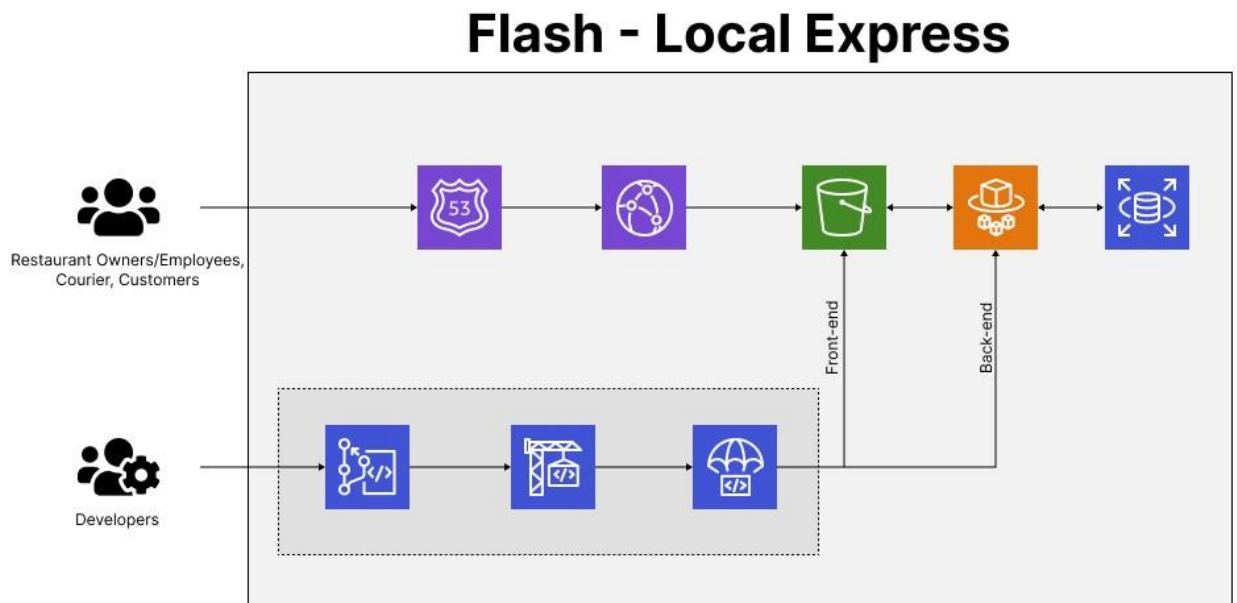 Flash - Local Express
53
Restaurant Owners/Employees,
Courier, Customers
Front-end
Back-end
</>
</>
</>
Developers